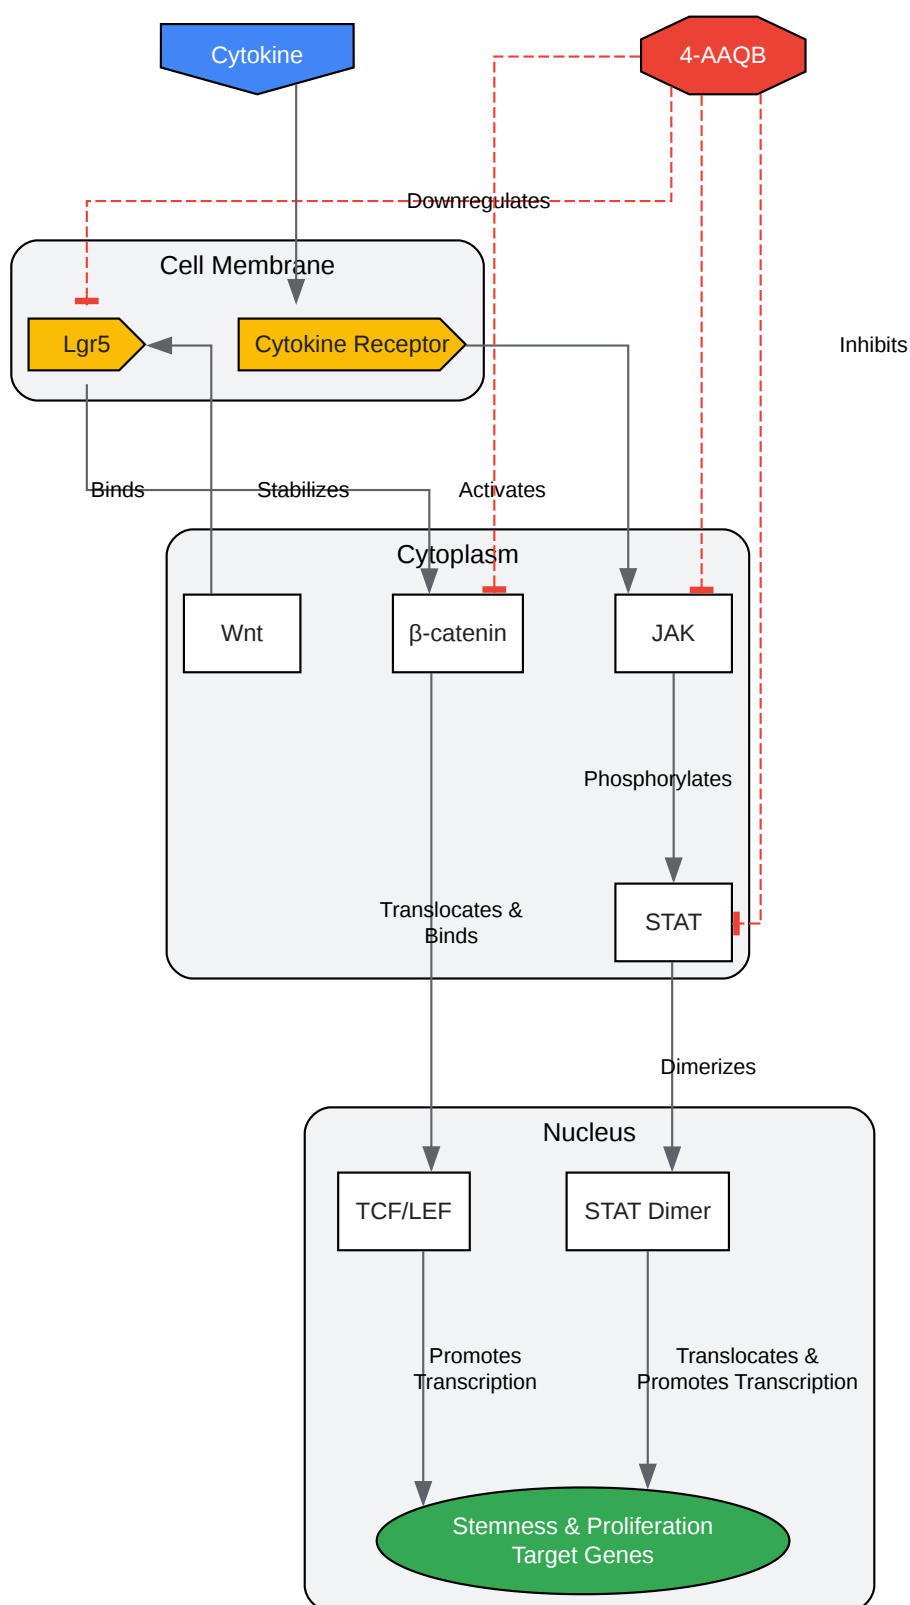 Cytokine
4-AAQB
Downregulates
Cell Membrane
Lgr5
Cytokine Receptor
Inhibits
Binds
Stabilizes
Activates
Cytoplasm
Wnt
β-catenin
JAK
Phosphorylates
Translocates &
Binds
STAT
Dimerizes
Nucleus
TCF/LEF
STAT Dimer
Promotes
Transcription
Translocates &
Promotes Transcription
Stemness & Proliferation
Target Genes